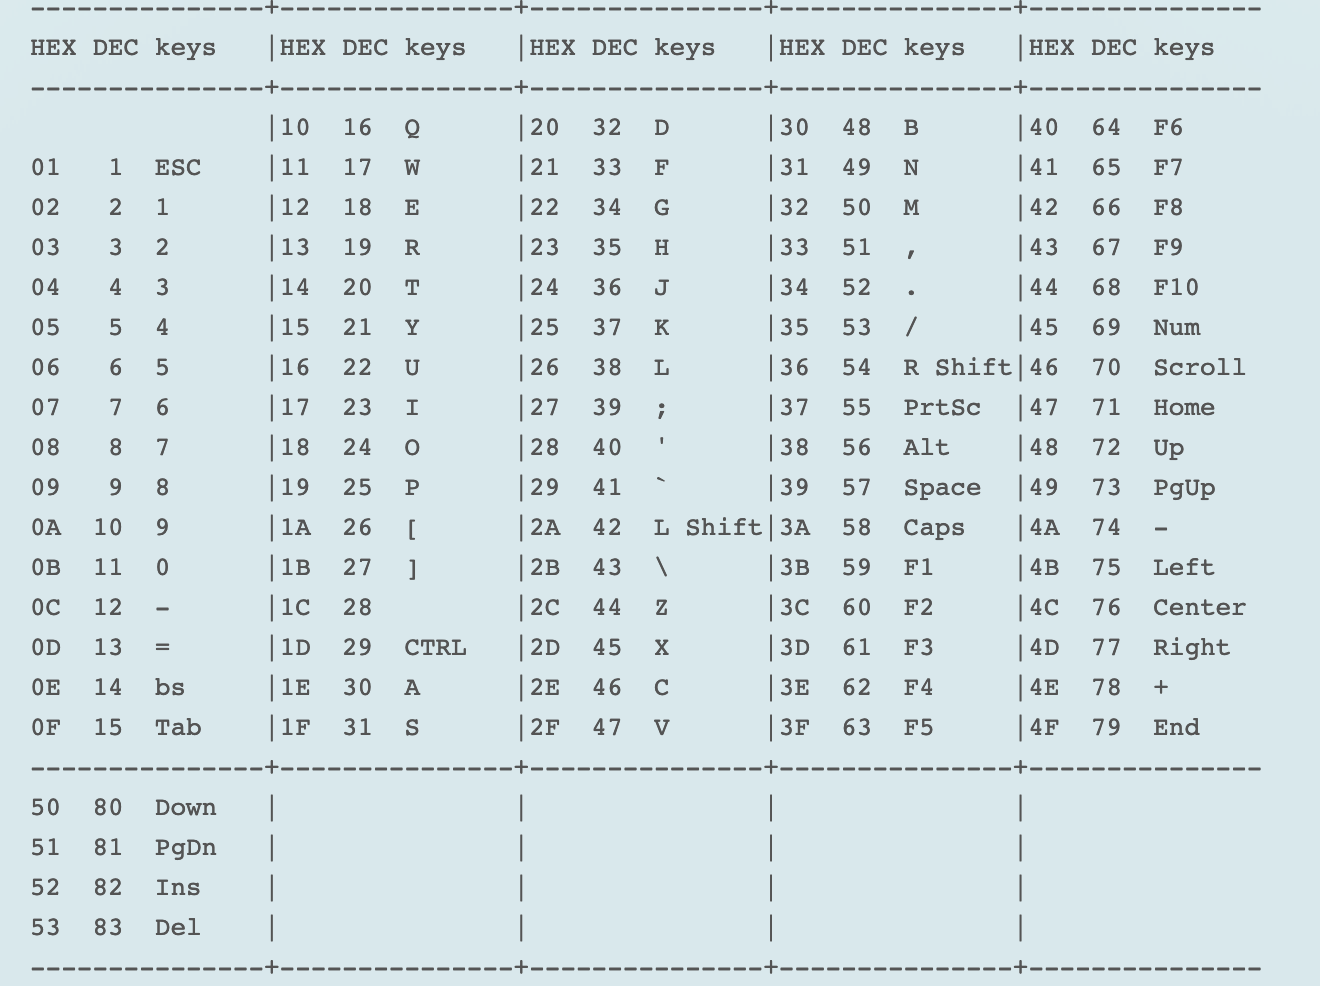 ---------------+---------------+---------------+---------------+---------------
HEX DEC keys   |HEX DEC keys   |HEX DEC keys   |HEX DEC keys   |HEX DEC keys
---------------+---------------+---------------+---------------+---------------
               |10  16  Q      |20  32  D      |30  48  B      |40  64  F6
01   1  ESC    |11  17  W      |21  33  F      |31  49  N      |41  65  F7
02   2  1      |12  18  E      |22  34  G      |32  50  M      |42  66  F8
03   3  2      |13  19  R      |23  35  H      |33  51  ,      |43  67  F9
04   4  3      |14  20  T      |24  36  J      |34  52  .      |44  68  F10
05   5  4      |15  21  Y      |25  37  K      |35  53  /      |45  69  Num
06   6  5      |16  22  U      |26  38  L      |36  54  R Shift|46  70  Scroll
07   7  6      |17  23  I      |27  39  ;      |37  55  PrtSc  |47  71  Home
08   8  7      |18  24  O      |28  40  '      |38  56  Alt    |48  72  Up
09   9  8      |19  25  P      |29  41  `      |39  57  Space  |49  73  PgUp
0A  10  9      |1A  26  [      |2A  42  L Shift|3A  58  Caps   |4A  74  -
0B  11  0      |1B  27  ]      |2B  43  \      |3B  59  F1     |4B  75  Left
0C  12  -      |1C  28         |2C  44  Z      |3C  60  F2     |4C  76  Center
0D  13  =      |1D  29  CTRL   |2D  45  X      |3D  61  F3     |4D  77  Right
0E  14  bs     |1E  30  A      |2E  46  C      |3E  62  F4     |4E  78  +
0F  15  Tab    |1F  31  S      |2F  47  V      |3F  63  F5     |4F  79  End
---------------+---------------+---------------+---------------+---------------
50  80  Down   |               |               |               |
51  81  PgDn   |               |               |               |
52  82  Ins    |               |               |               |
53  83  Del    |               |               |               |
---------------+---------------+---------------+---------------+---------------